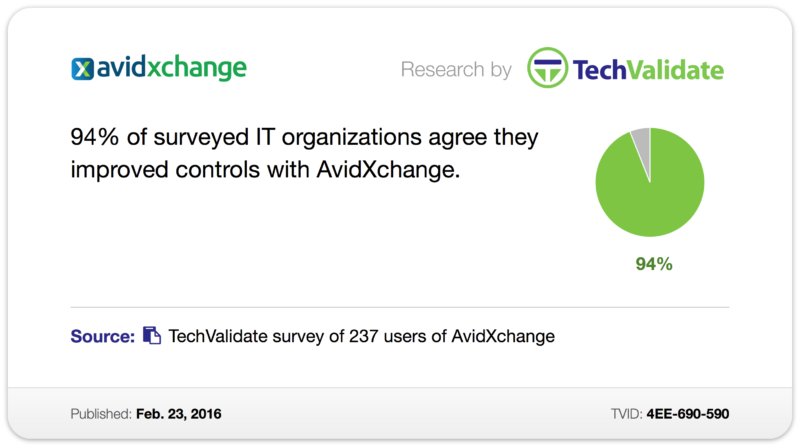 avidxchange
Research by TechValidate
94% of surveyed IT organizations agree they
improved controls with AvidXchange.
94%
Source: TechValidate survey of 237 users of AvidXchange
Published: Feb. 23, 2016
TVID: 4EE-690-590